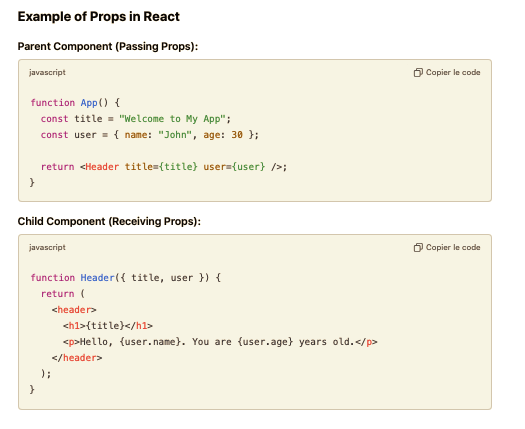 Example of Props in React
Parent Component (Passing Props):
javascript
Copier le code
function App() {
  const title = "Welcome to My App";
  const user = { name: "John", age: 30 };

  return <Header title={title} user={user} />;
}
Child Component (Receiving Props):
javascript
Copier le code
function Header({ title, user }) {
  return (
    <header>
      <h1>{title}</h1>
      <p>Hello, {user.name}. You are {user.age} years old.</p>
    </header>
  );
}